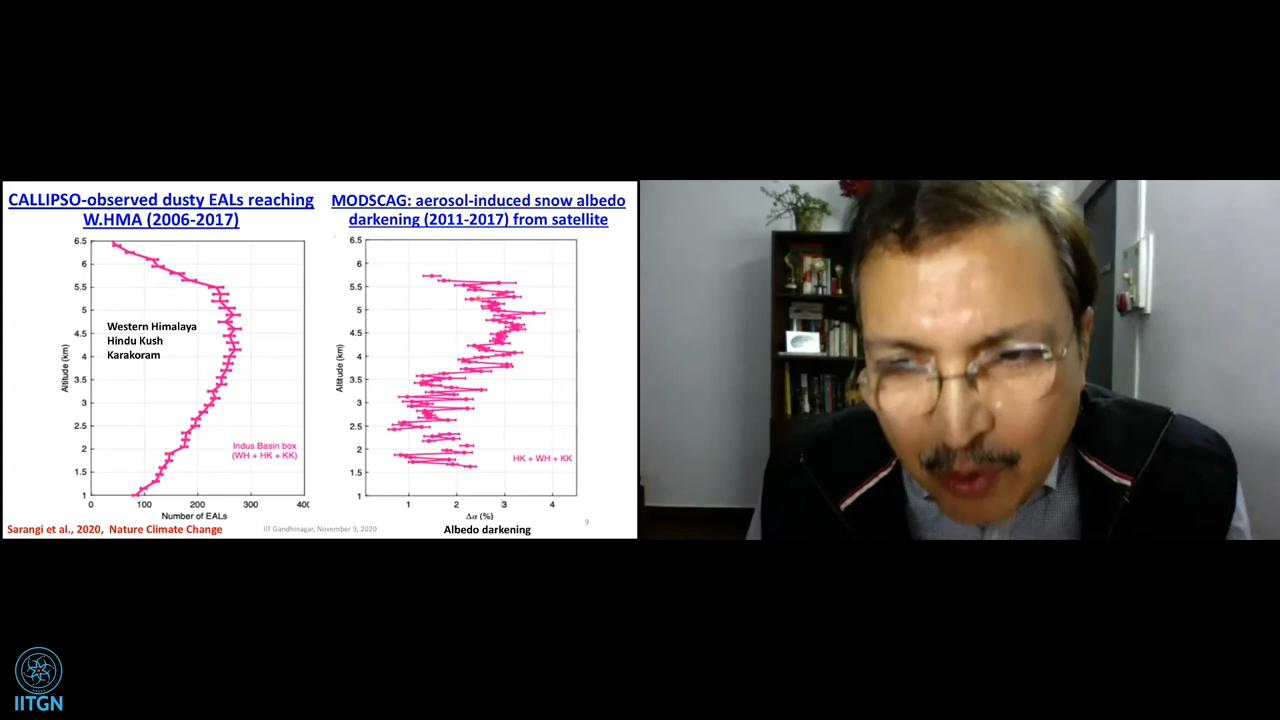 CALLIPSO-observed dusty EALs reaching
W.HMA (2006-2017)
6.5
6
5.5
5
4.5
4
3.5
3
2.5
2
1.5
1
Altitude (km)
Western Himalaya
Hindu Kush
Karakoram
Indus Basin box
(WH + HK + KK)
0 100 200 300 40
Number of EALs
Sarangi et al., 2020, Nature Climate Change
MODSCAG: aerosol-induced snow albedo
darkening (2011-2017) from satellite
6.5
6
5.5
5
4.5
4
3.5
3
2.5
2
1.5
1
Altitude (km)
HK + WH + KK
1 2 3 4
Δα (%)
Albedo darkening
IIT Gandhinagar, November 9, 2020
9
IITGN